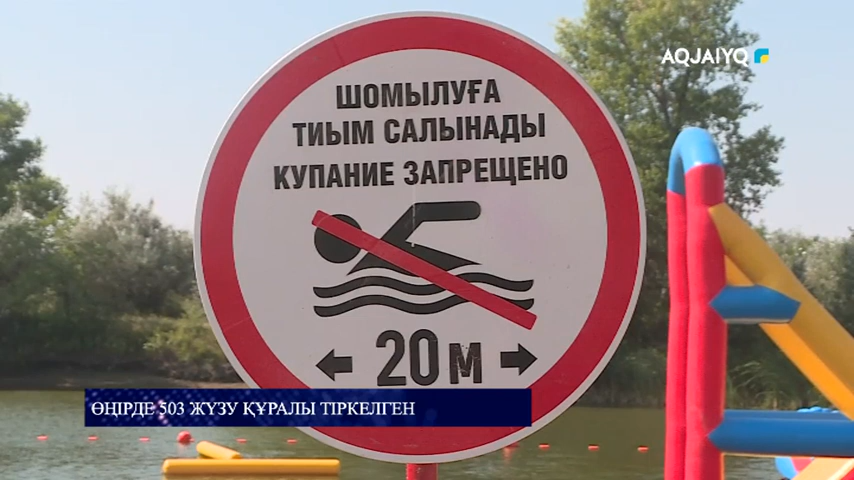 AQJAIYQ
ШОМЫЛУҒА
ТИЫМ САЛЫНАДЫ
КУПАНИЕ ЗАПРЕЩЕНО
20 м
ӨҢІРДЕ 503 ЖҮЗУ ҚҰРАЛЫ ТІРКЕЛГЕН